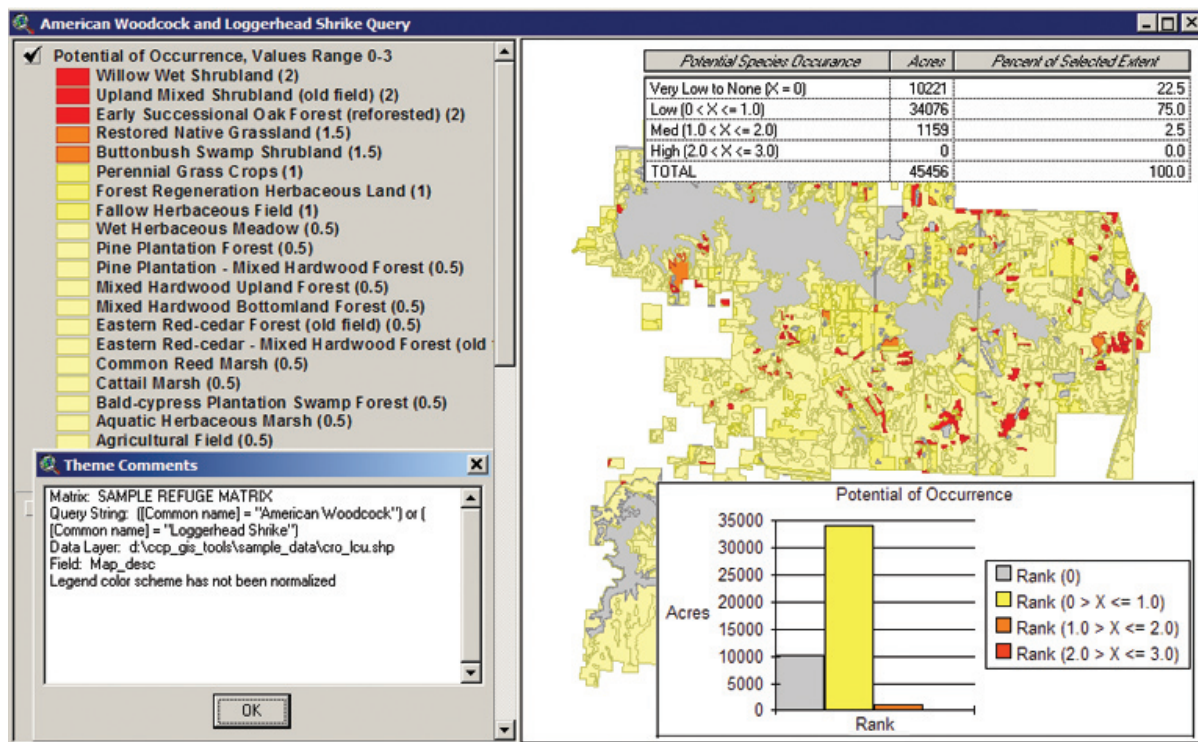 American Woodcock and Loggerhead Shrike Query
Potential of Occurrence, Values Range 0-3
Willow Wet Shrubland (2)
Upland Mixed Shrubland (old field) (2)
Early Successional Oak Forest (reforested) (2)
Restored Native Grassland (1.5)
Buttonbush Swamp Shrubland (1.5)
Perennial Grass Crops (1)
Forest Regeneration Herbaceous Land (1)
Fallow Herbaceous Field (1)
Wet Herbaceous Meadow (0.5)
Pine Plantation Forest (0.5)
Pine Plantation - Mixed Hardwood Forest (0.5)
Mixed Hardwood Upland Forest (0.5)
Mixed Hardwood Bottomland Forest (0.5)
Eastern Red-cedar Forest (old field) (0.5)
Eastern Red-cedar - Mixed Hardwood Forest (old
Common Reed Marsh (0.5)
Cattail Marsh (0.5)
Bald-cypress Plantation Swamp Forest (0.5)
Aquatic Herbaceous Marsh (0.5)
Agricultural Field (0.5)
Theme Comments
Matrix: SAMPLE REFUGE MATRIX
Query String: ([Common name] = "American Woodcock") or (
[Common name] = "Loggerhead Shrike")
Data Layer: d:\ccp_gis_tools\sample_data\cro_lcu.shp
Field: Map_desc
Legend color scheme has not been normalized
OK
Potential Species Occurance Acres Percent of Selected Extent
Very Low to None (X = 0) 10221 22.5
Low (0 < X <= 1.0) 34076 75.0
Med (1.0 < X <= 2.0) 1159 2.5
High (2.0 < X <= 3.0) 0 0.0
TOTAL 45456 100.0
Potential of Occurrence
35000
30000
25000
20000
15000
10000
5000
0
Acres
Rank
Rank (0)
Rank (0 > X <= 1.0)
Rank (1.0 > X <= 2.0)
Rank (2.0 > X <= 3.0)